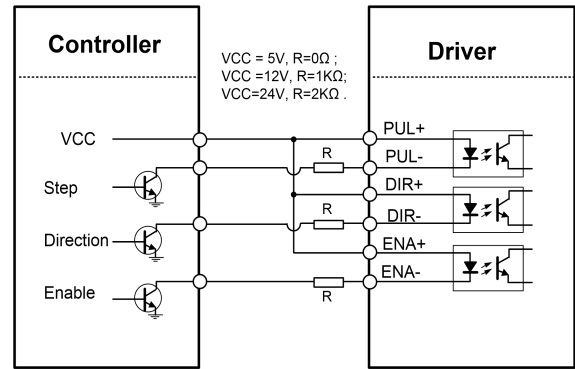 Controller
Driver
VCC = 5V, R=0Ω ;
VCC =12V, R=1KΩ;
VCC=24V, R=2KΩ .
VCC
PUL+
R
PUL-
Step
DIR+
R
DIR-
Direction
ENA+
ENA-
Enable
R